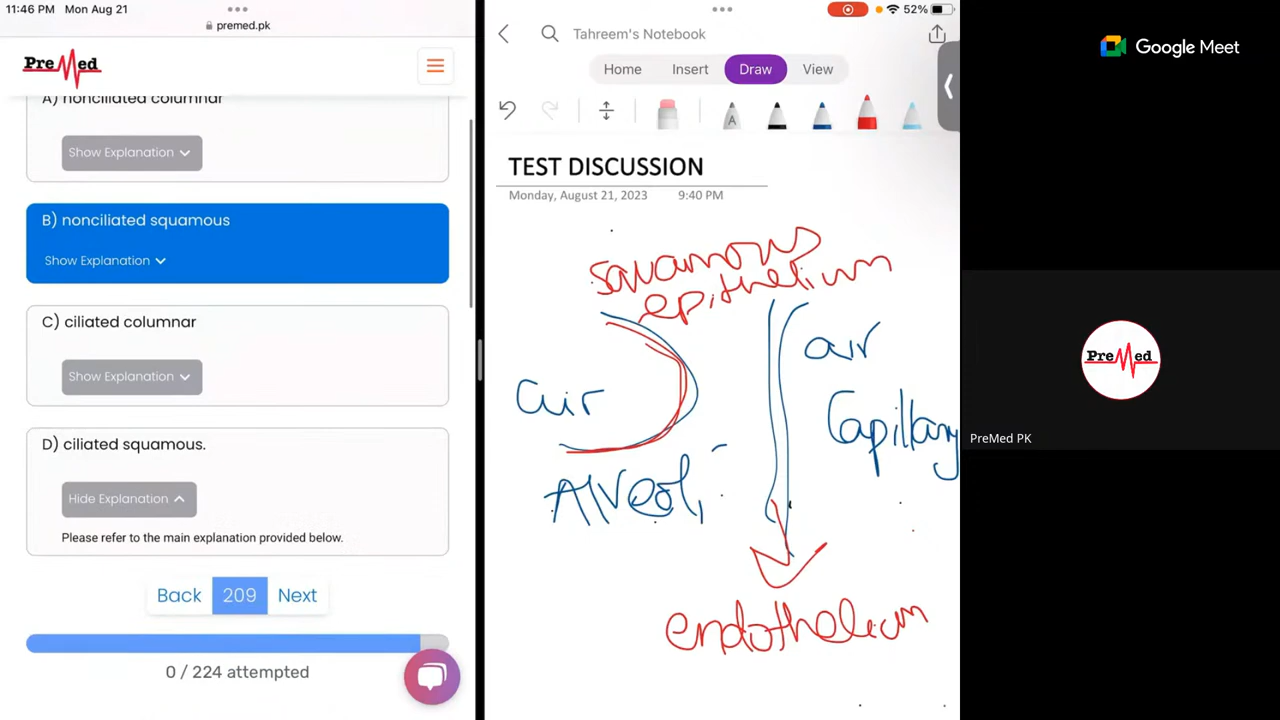 11:46 PM Mon Aug 21
premed.pk
PreMed
A) nonciliated columnar
Show Explanation
B) nonciliated squamous
Show Explanation
C) ciliated columnar
Show Explanation
D) ciliated squamous.
Hide Explanation
Please refer to the main explanation provided below.
Back 209 Next
0 / 224 attempted
52%
Tahreem's Notebook
Home Insert Draw View
A
TEST DISCUSSION
Monday, August 21, 2023 9:40 PM
squamous
epithelium
air
air
Capillary
Alveoli
endothelium
Google Meet
PreMed
PreMed PK